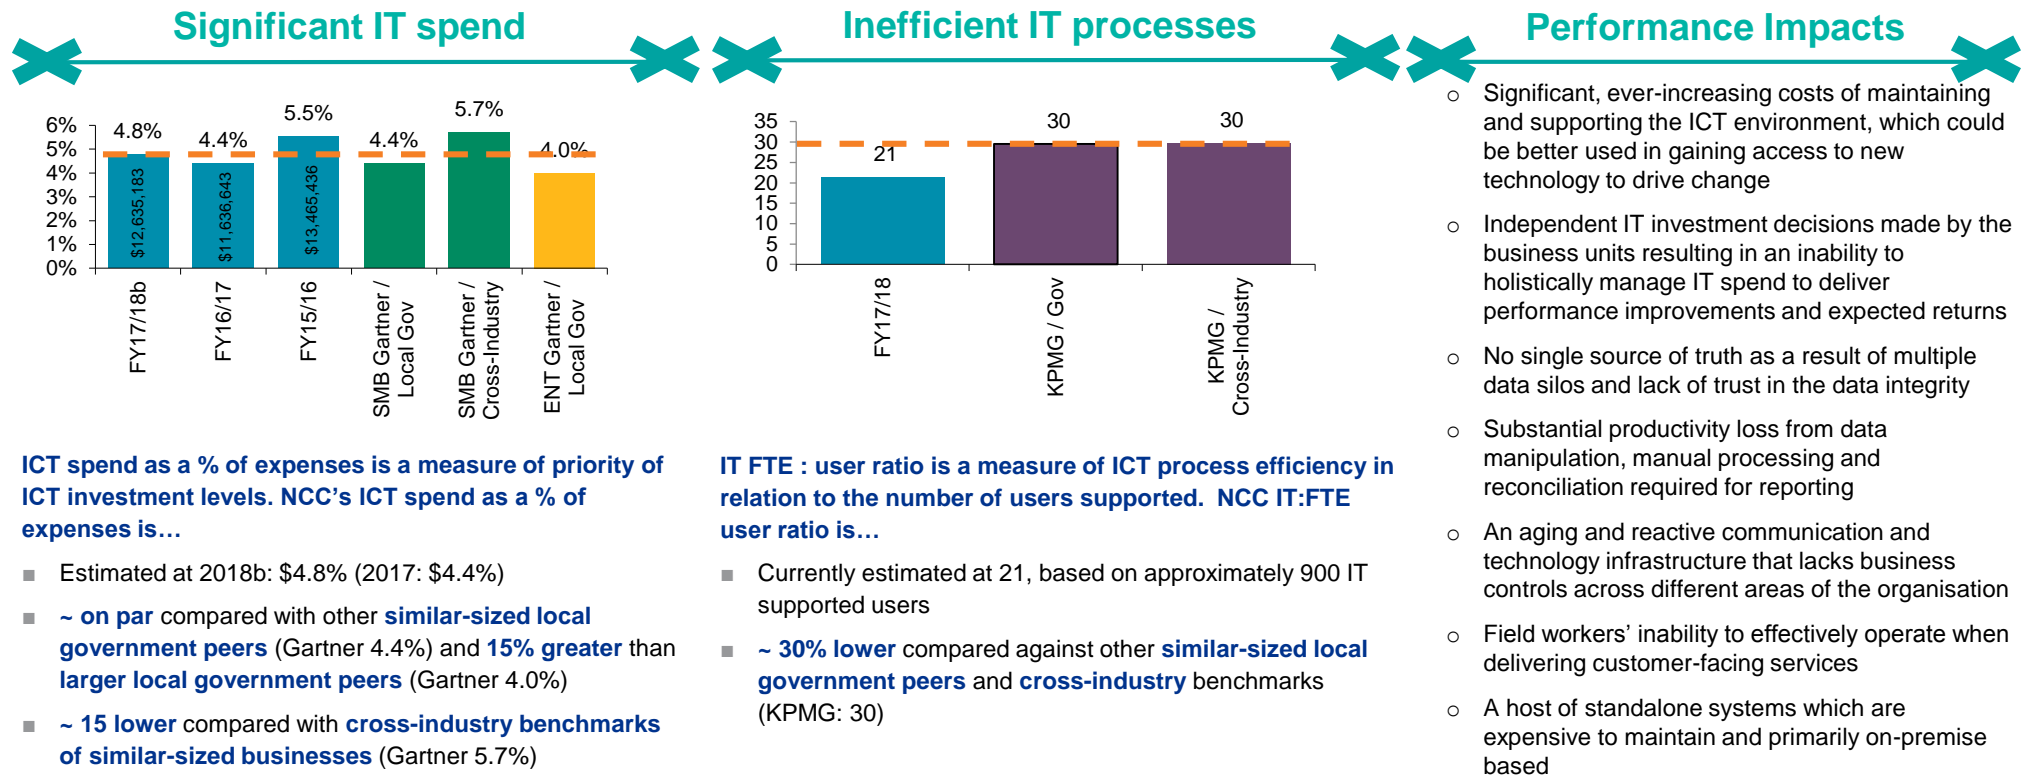 Significant IT spend
6%
5%
4%
3%
2%
1%
0%
4.8%
4.4%
5.5%
4.4%
5.7%
4.0%
$12,635,183
$11,636,643
$13,465,436
FY17/18b
FY16/17
FY15/16
SMB Gartner /
Local Gov
SMB Gartner /
Cross-Industry
ENT Gartner /
Local Gov
ICT spend as a % of expenses is a measure of priority of
ICT investment levels. NCC’s ICT spend as a % of
expenses is…
■ Estimated at 2018b: $4.8% (2017: $4.4%)
■ ~ on par compared with other similar-sized local
government peers (Gartner 4.4%) and 15% greater than
larger local government peers (Gartner 4.0%)
■ ~ 15 lower compared with cross-industry benchmarks
of similar-sized businesses (Gartner 5.7%)
Inefficient IT processes
35
30
25
20
15
10
5
0
21
30
30
FY17/18
KPMG / Gov
KPMG /
Cross-Industry
IT FTE : user ratio is a measure of ICT process efficiency in
relation to the number of users supported.  NCC IT:FTE
user ratio is…
■ Currently estimated at 21, based on approximately 900 IT
supported users
■ ~ 30% lower compared against other similar-sized local
government peers and cross-industry benchmarks
(KPMG: 30)
Performance Impacts
o Significant, ever-increasing costs of maintaining
and supporting the ICT environment, which could
be better used in gaining access to new
technology to drive change
o Independent IT investment decisions made by the
business units resulting in an inability to
holistically manage IT spend to deliver
performance improvements and expected returns
o No single source of truth as a result of multiple
data silos and lack of trust in the data integrity
o Substantial productivity loss from data
manipulation, manual processing and
reconciliation required for reporting
o An aging and reactive communication and
technology infrastructure that lacks business
controls across different areas of the organisation
o Field workers’ inability to effectively operate when
delivering customer-facing services
o A host of standalone systems which are
expensive to maintain and primarily on-premise
based